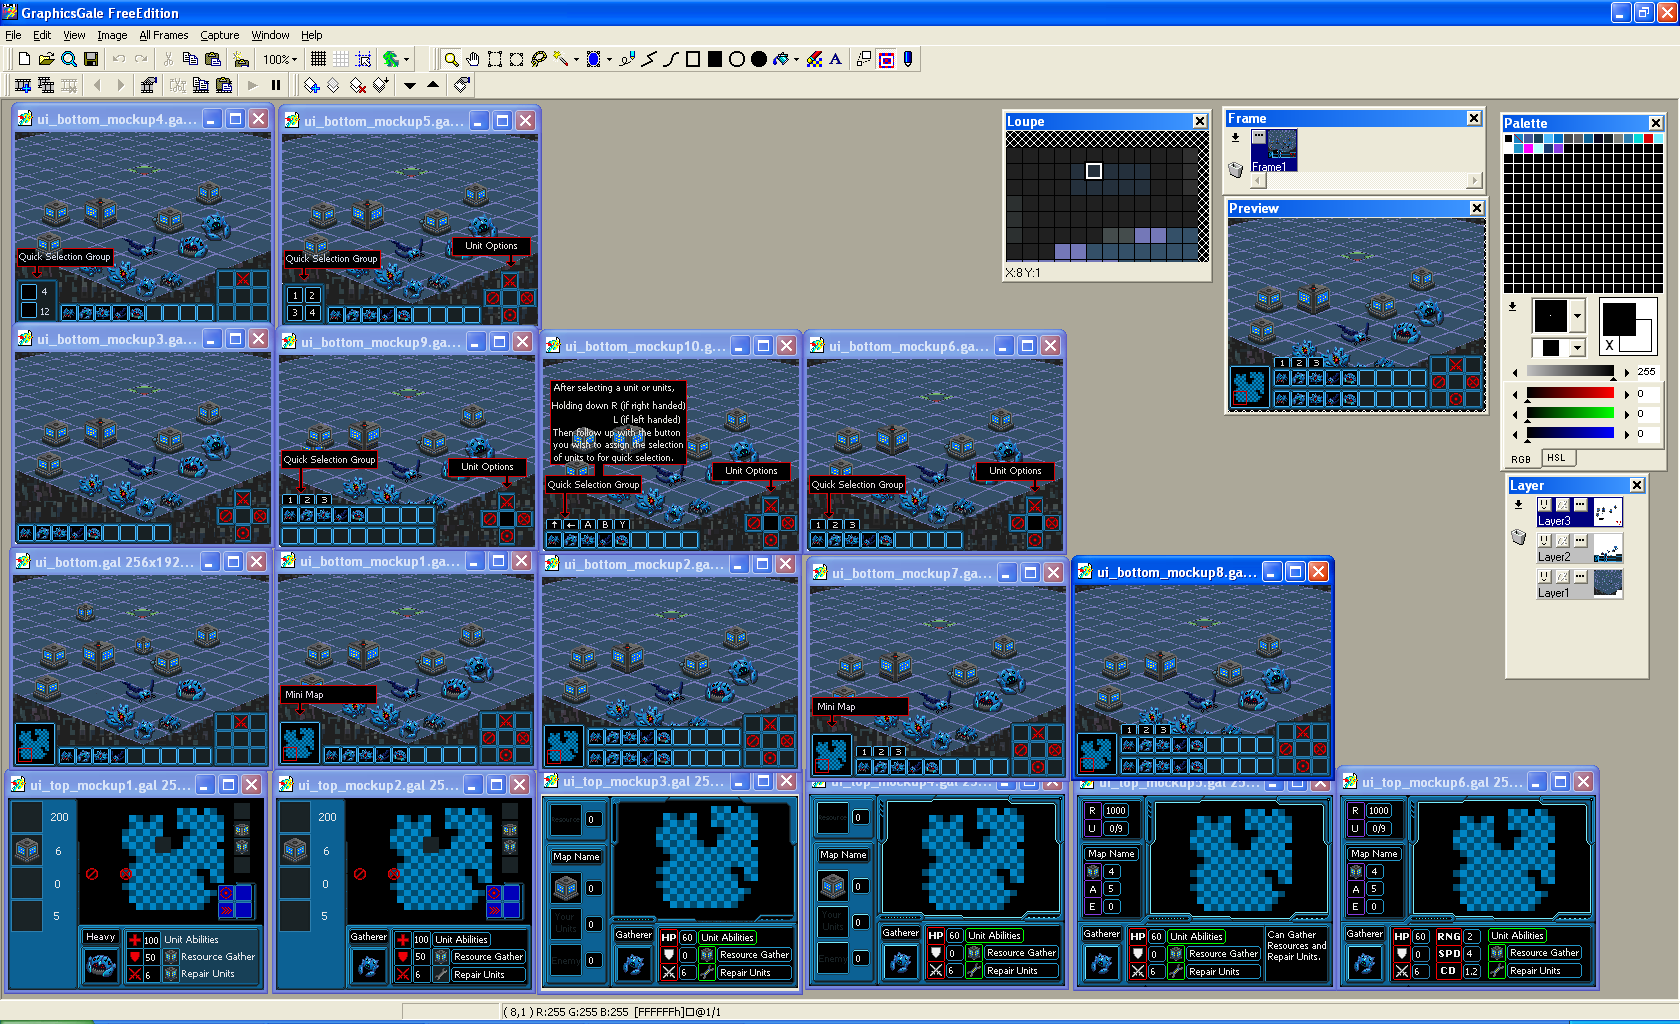 GraphicsGale FreeEdition
File Edit View Image All Frames Capture Window Help
100%
ui_bottom_mockup4.ga...
Quick Selection Group
4
12
ui_bottom_mockup5.ga...
Unit Options
Quick Selection Group
1 2
3 4
Loupe
X:8 Y:1
Frame
Frame1
Preview
1 2 3
Palette
X
255
0
0
0
RGB HSL
Layer
Layer3
Layer2
Layer1
ui_bottom_mockup3.ga...
ui_bottom_mockup9.ga...
Quick Selection Group
Unit Options
1 2 3
ui_bottom_mockup10.g...
After selecting a unit or units,
Holding down R (if right handed)
L (if left handed)
Then follow up with the button
you wish to assign the selection
of units to for quick selection.
Unit Options
Quick Selection Group
A B Y
ui_bottom_mockup6.ga...
Unit Options
Quick Selection Group
1 2 3
ui_bottom.gal 256x192...
ui_bottom_mockup1.ga...
Mini Map
ui_bottom_mockup2.ga...
ui_bottom_mockup7.ga...
Mini Map
1 2 3
ui_bottom_mockup8.ga...
1 2 3
ui_top_mockup1.gal 25...
200
6
0
5
Heavy
100 Unit Abilities
50 Resource Gather
6 Repair Units
ui_top_mockup2.gal 25...
200
6
0
5
Gatherer
100 Unit Abilities
50 Resource Gather
6 Repair Units
ui_top_mockup3.gal 25...
Resource 0
Map Name
0
Your Units 0
Enemy 0
Gatherer
HP 60 Unit Abilities
0 Resource Gather
6 Repair Units
ui_top_mockup4.gal 25...
Resource 0
Map Name
0
Your Units 0
Enemy 0
Gatherer
HP 60 Unit Abilities
0 Resource Gather
6 Repair Units
ui_top_mockup5.gal 25...
R 1000
U 0/9
Map Name
4
A 5
E 0
Gatherer
HP 60 Unit Abilities
0 Resource Gather
6 Repair Units
Can Gather
Resources and
Repair Units.
ui_top_mockup6.gal 25...
R 1000
U 0/9
Map Name
4
A 5
E 0
Gatherer
HP 60 RNG 2 Unit Abilities
0 SPD 4 Resource Gather
6 CD 1.2 Repair Units
( 8,1 ) R:255 G:255 B:255 [FFFFFFh]□@1/1